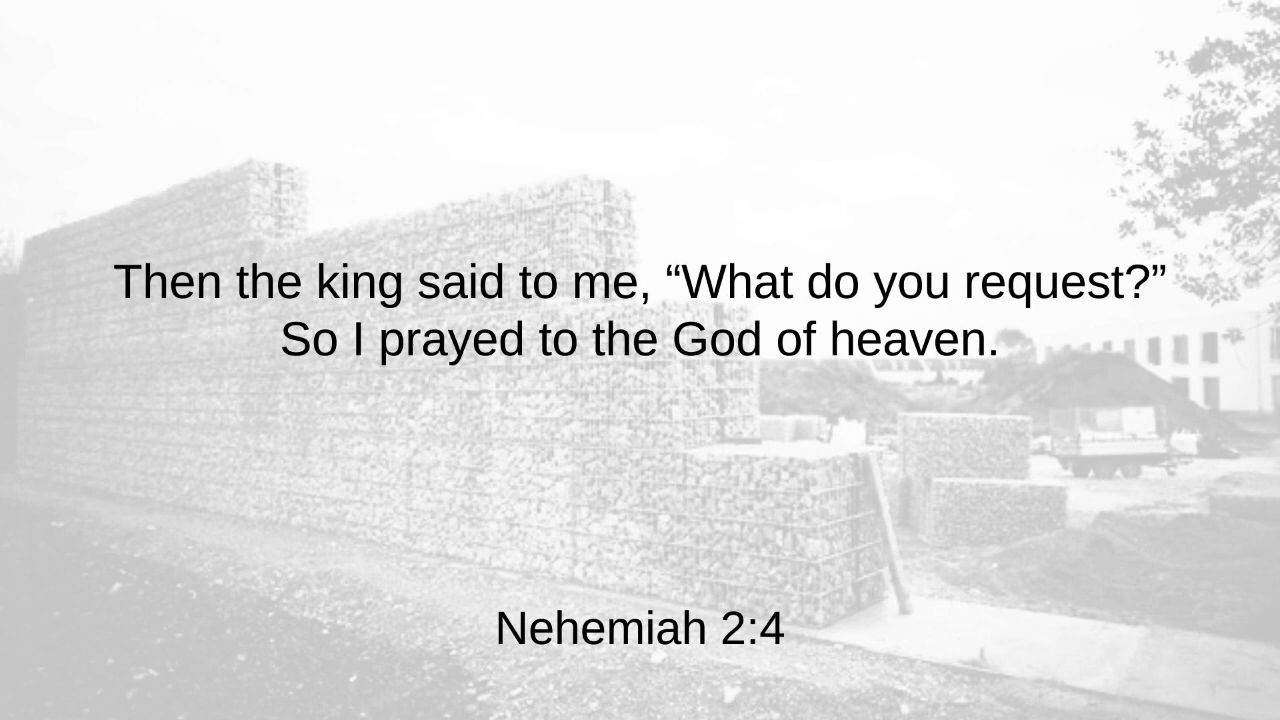 Then the king said to me, “What do you request?”
So I prayed to the God of heaven.
Nehemiah 2:4